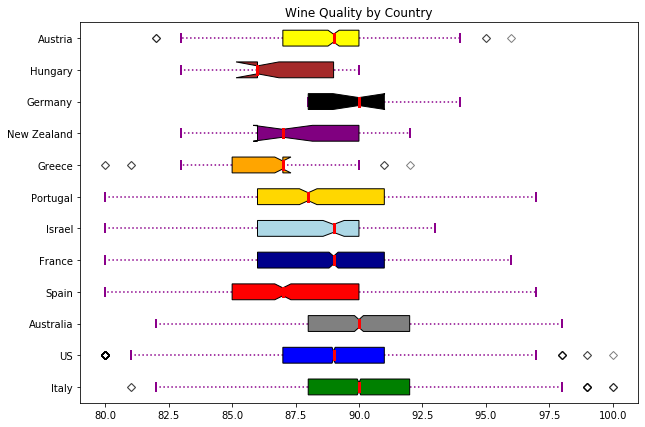 Wine Quality by Country
Austria
Hungary
Germany
New Zealand
Greece
Portugal
Israel
France
Spain
Australia
US
Italy
80.0 82.5 85.0 87.5 90.0 92.5 95.0 97.5 100.0